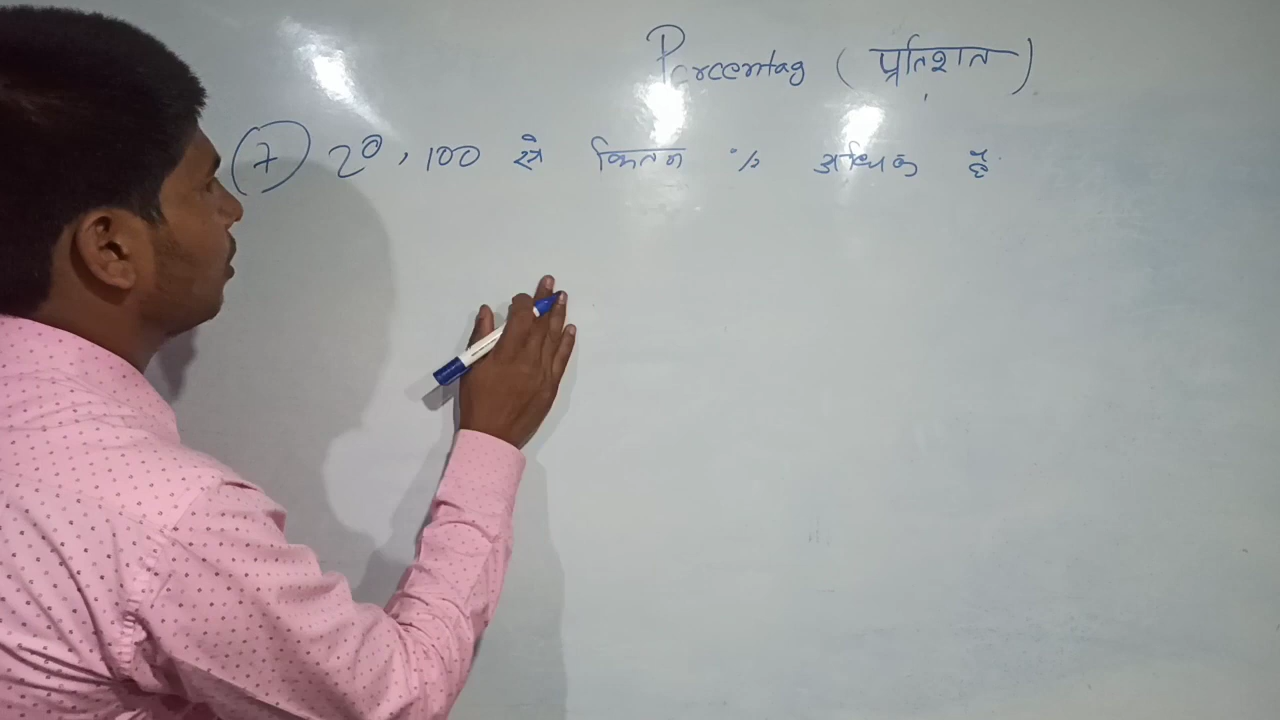 Percentag ( प्रतिशत )
(7) 20, 100 से कितना % अधिक है